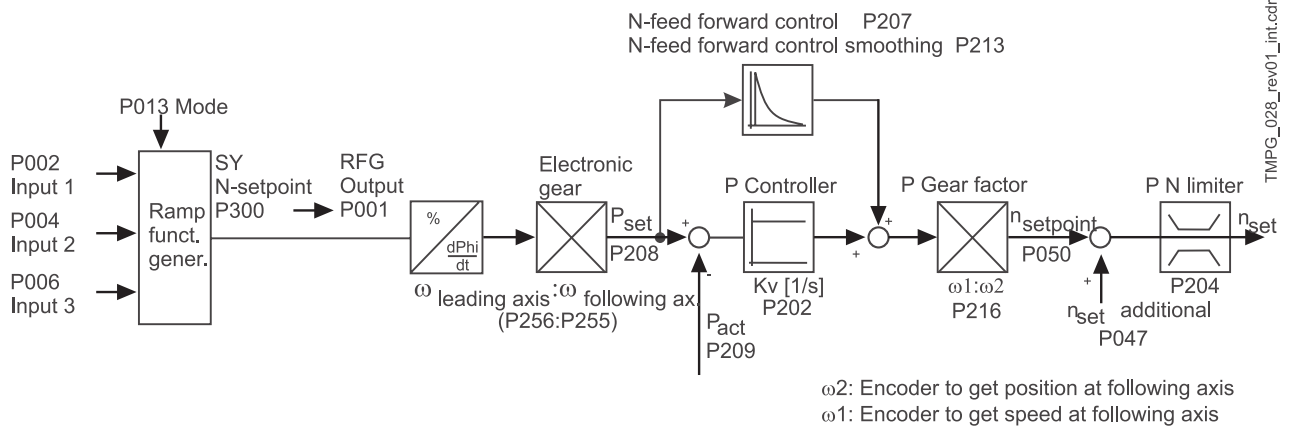 N-feed forward control P207
N-feed forward control smoothing P213
TMPG_028_rev01_int.cdr
P013 Mode
P002
Input 1
P004
Input 2
P006
Input 3
Ramp
funct.
gener.
SY
N-setpoint
P300
RFG
Output
P001
%
dPhi
dt
Electronic
gear
ω leading axis:ω following ax.
(P256:P255)
Pset
P208
+
-
Pact
P209
P Controller
Kv [1/s]
P202
+
+
P Gear factor
ω1:ω2
P216
nsetpoint
P050
+
nset additional
P047
P N limiter
P204
nset
ω2: Encoder to get position at following axis
ω1: Encoder to get speed at following axis